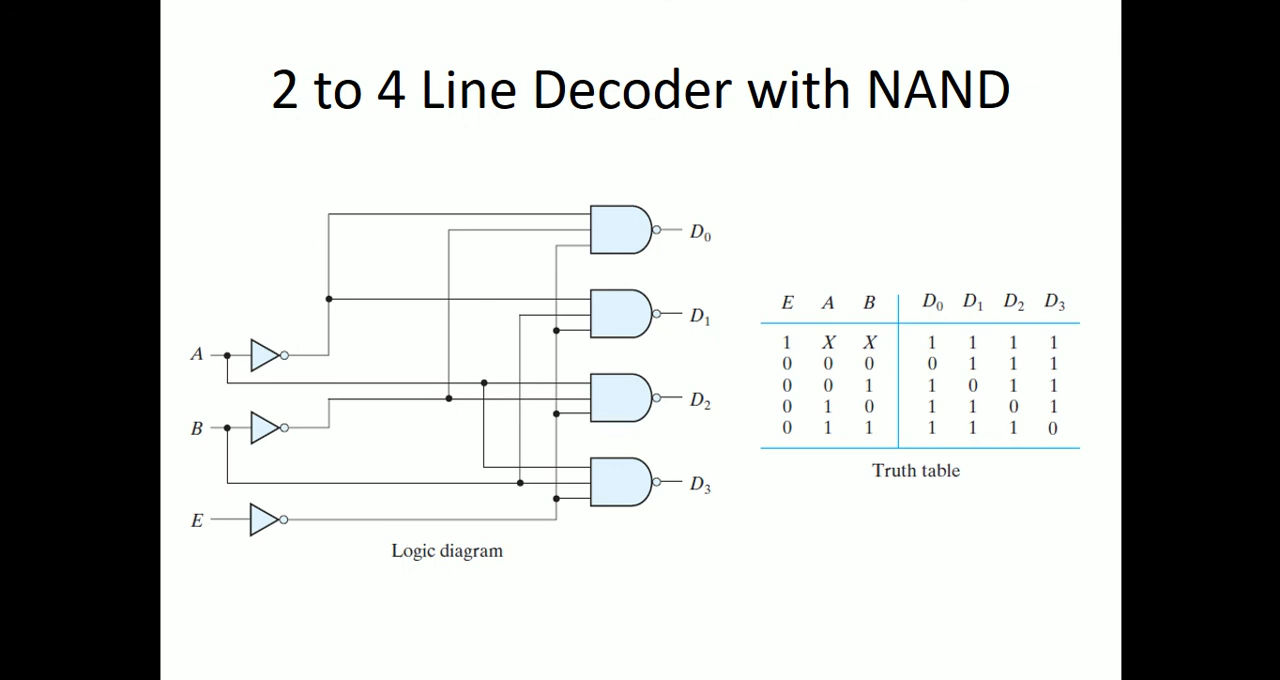 2 to 4 Line Decoder with NAND
D0
D1
A
D2
B
D3
E
Logic diagram
E A B D0 D1 D2 D3
1 X X 1 1 1 1
0 0 0 0 1 1 1
0 0 1 1 0 1 1
0 1 0 1 1 0 1
0 1 1 1 1 1 0
Truth table